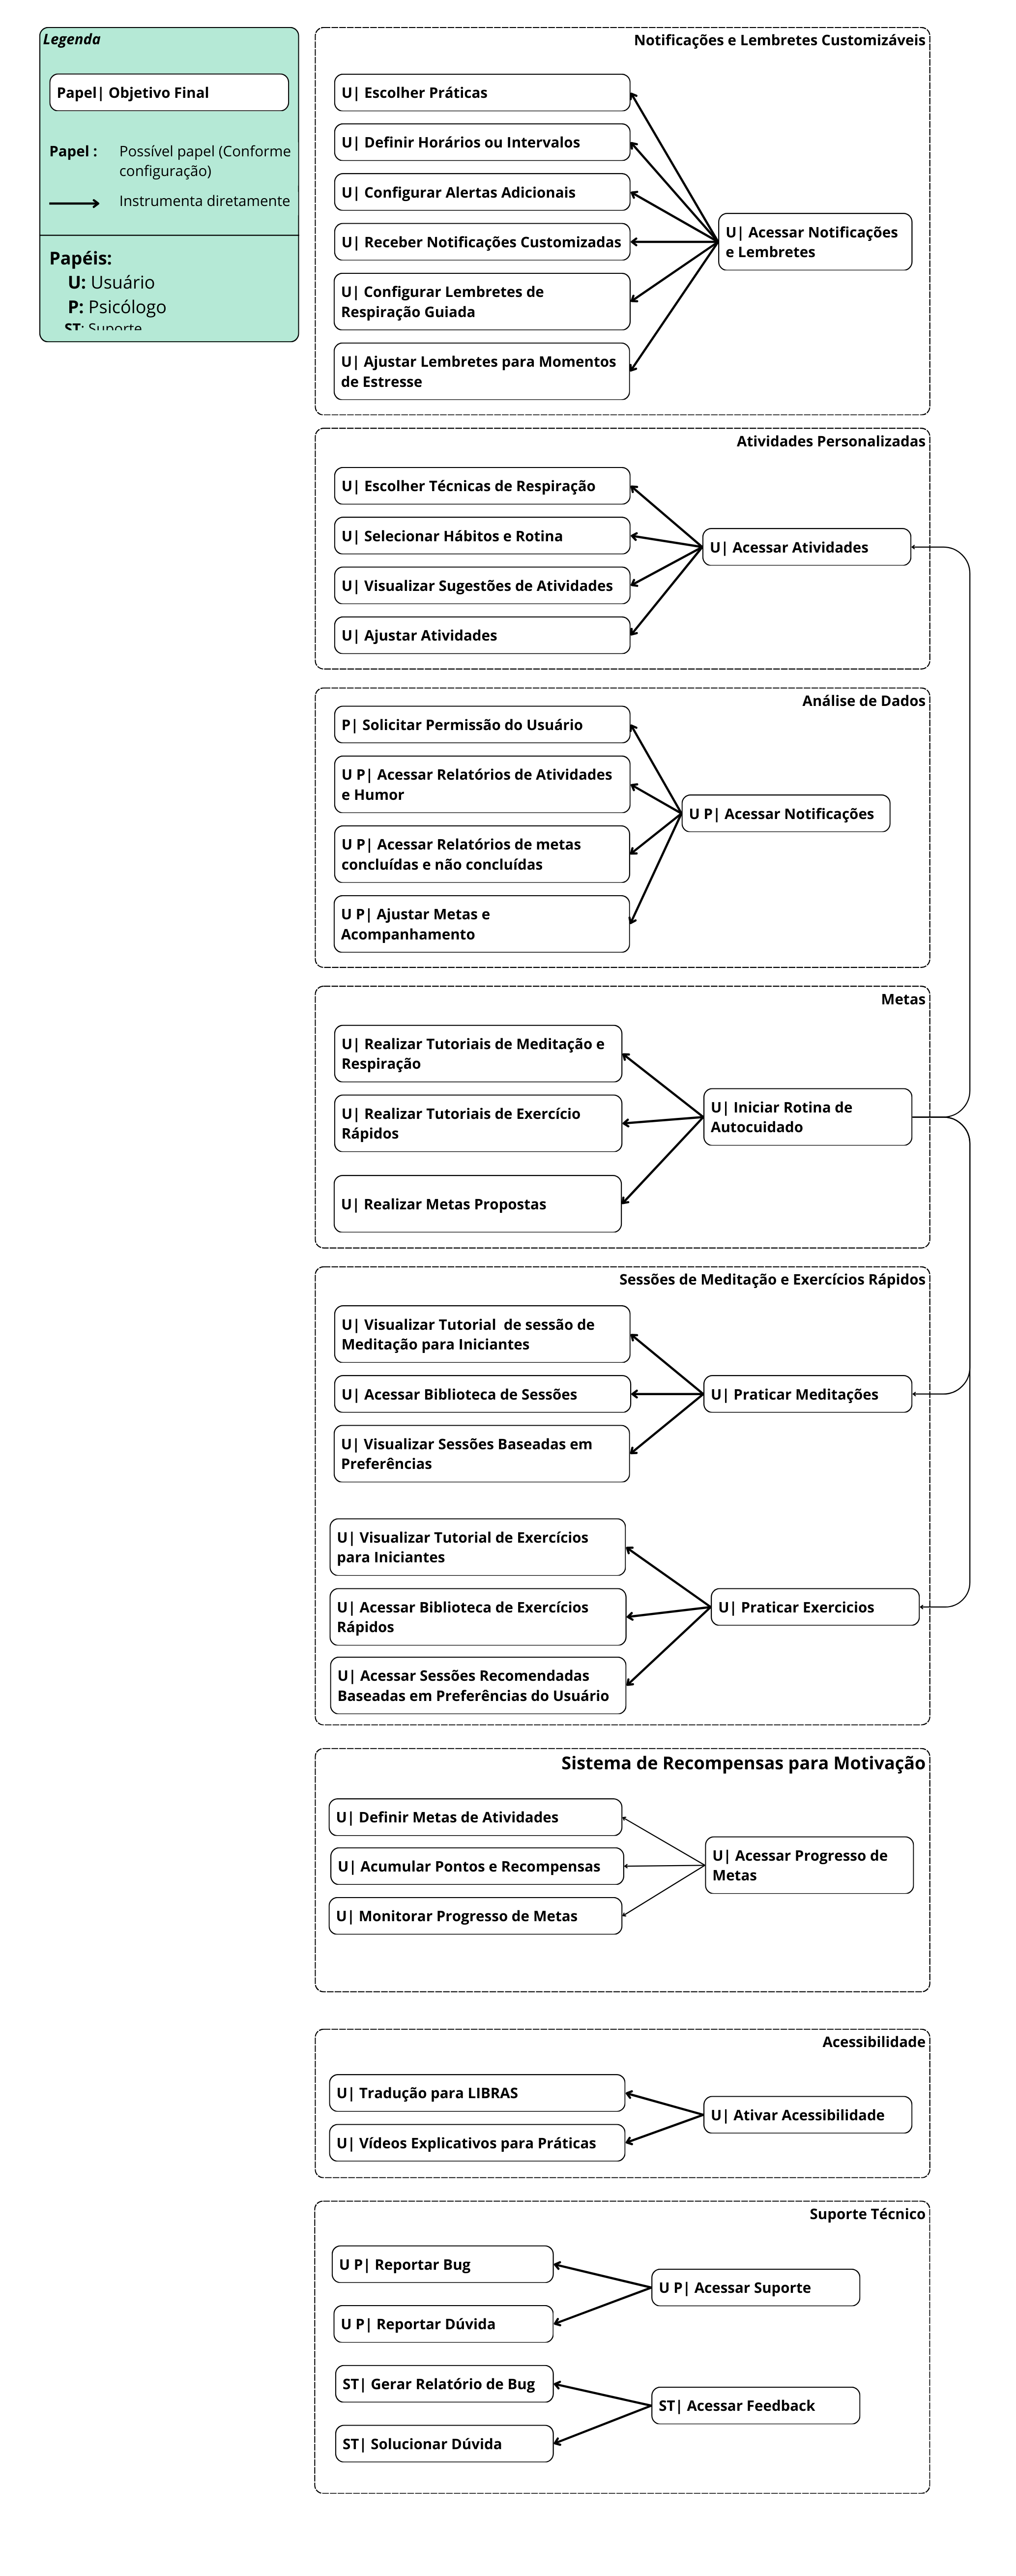 Legenda
Papel| Objetivo Final
Papel :
Possível papel (Conforme
configuração)
Instrumenta diretamente
Papéis:
U: Usuário
P: Psicólogo
ST: Suporte
Notificações e Lembretes Customizáveis
U| Escolher Práticas
U| Definir Horários ou Intervalos
U| Configurar Alertas Adicionais
U| Receber Notificações Customizadas
U| Configurar Lembretes de
Respiração Guiada
U| Ajustar Lembretes para Momentos
de Estresse
U| Acessar Notificações
e Lembretes
Atividades Personalizadas
U| Escolher Técnicas de Respiração
U| Selecionar Hábitos e Rotina
U| Visualizar Sugestões de Atividades
U| Ajustar Atividades
U| Acessar Atividades
Análise de Dados
P| Solicitar Permissão do Usuário
U P| Acessar Relatórios de Atividades
e Humor
U P| Acessar Relatórios de metas
concluídas e não concluídas
U P| Ajustar Metas e
Acompanhamento
U P| Acessar Notificações
Metas
U| Realizar Tutoriais de Meditação e
Respiração
U| Realizar Tutoriais de Exercício
Rápidos
U| Realizar Metas Propostas
U| Iniciar Rotina de
Autocuidado
Sessões de Meditação e Exercícios Rápidos
U| Visualizar Tutorial  de sessão de
Meditação para Iniciantes
U| Acessar Biblioteca de Sessões
U| Visualizar Sessões Baseadas em
Preferências
U| Praticar Meditações
U| Visualizar Tutorial de Exercícios
para Iniciantes
U| Acessar Biblioteca de Exercícios
Rápidos
U| Acessar Sessões Recomendadas
Baseadas em Preferências do Usuário
U| Praticar Exercicios
Sistema de Recompensas para Motivação
U| Definir Metas de Atividades
U| Acumular Pontos e Recompensas
U| Monitorar Progresso de Metas
U| Acessar Progresso de
Metas
Acessibilidade
U| Tradução para LIBRAS
U| Vídeos Explicativos para Práticas
U| Ativar Acessibilidade
Suporte Técnico
U P| Reportar Bug
U P| Reportar Dúvida
U P| Acessar Suporte
ST| Gerar Relatório de Bug
ST| Solucionar Dúvida
ST| Acessar Feedback